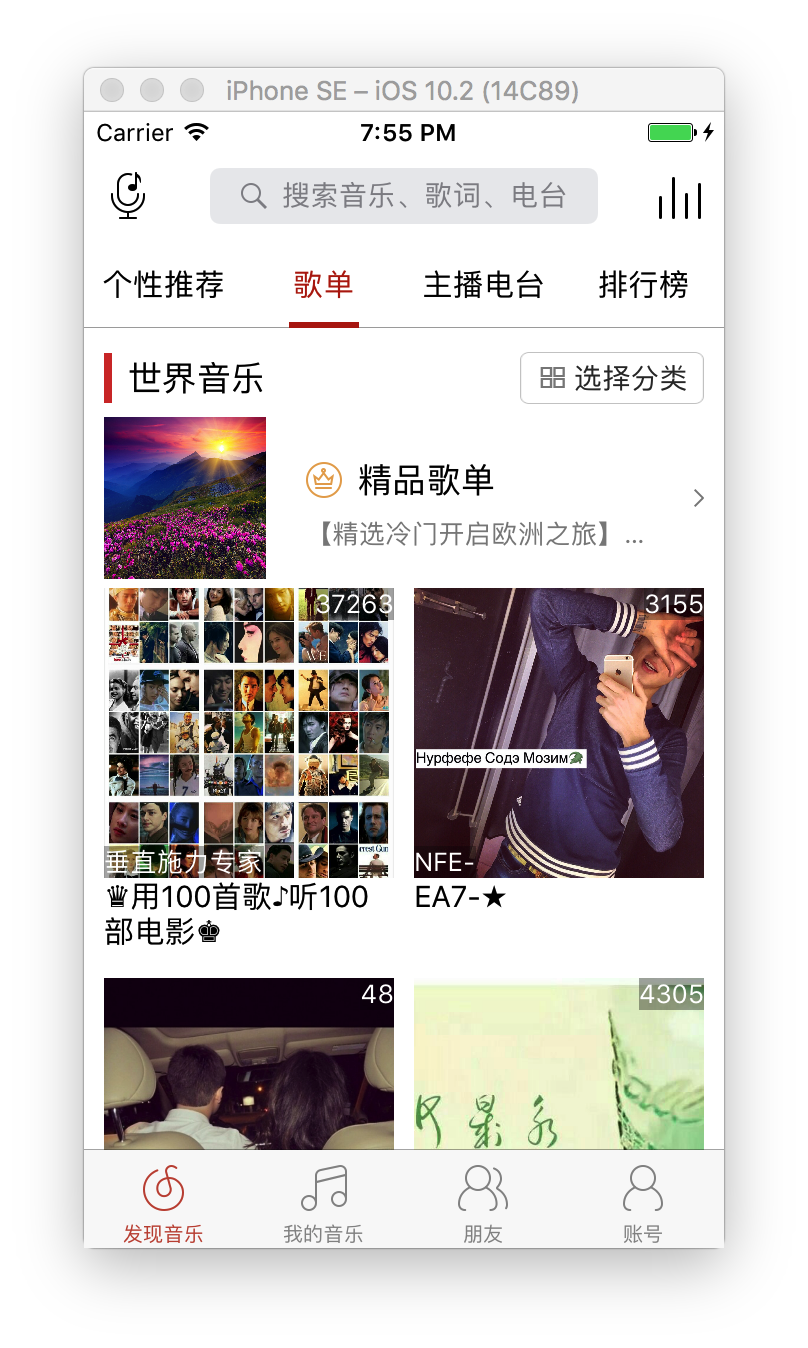 iPhone SE – iOS 10.2 (14C89)
Carrier 7:55 PM
搜索音乐、歌词、电台
个性推荐 歌单 主播电台 排行榜
世界音乐
选择分类
精品歌单
【精选冷门开启欧洲之旅】...
37263
垂直施力专家
♛用100首歌♪听100
部电影♚
3155
Нурфефе Содэ Мозим
NFE-
EA7-★
48
4305
发现音乐 我的音乐 朋友 账号